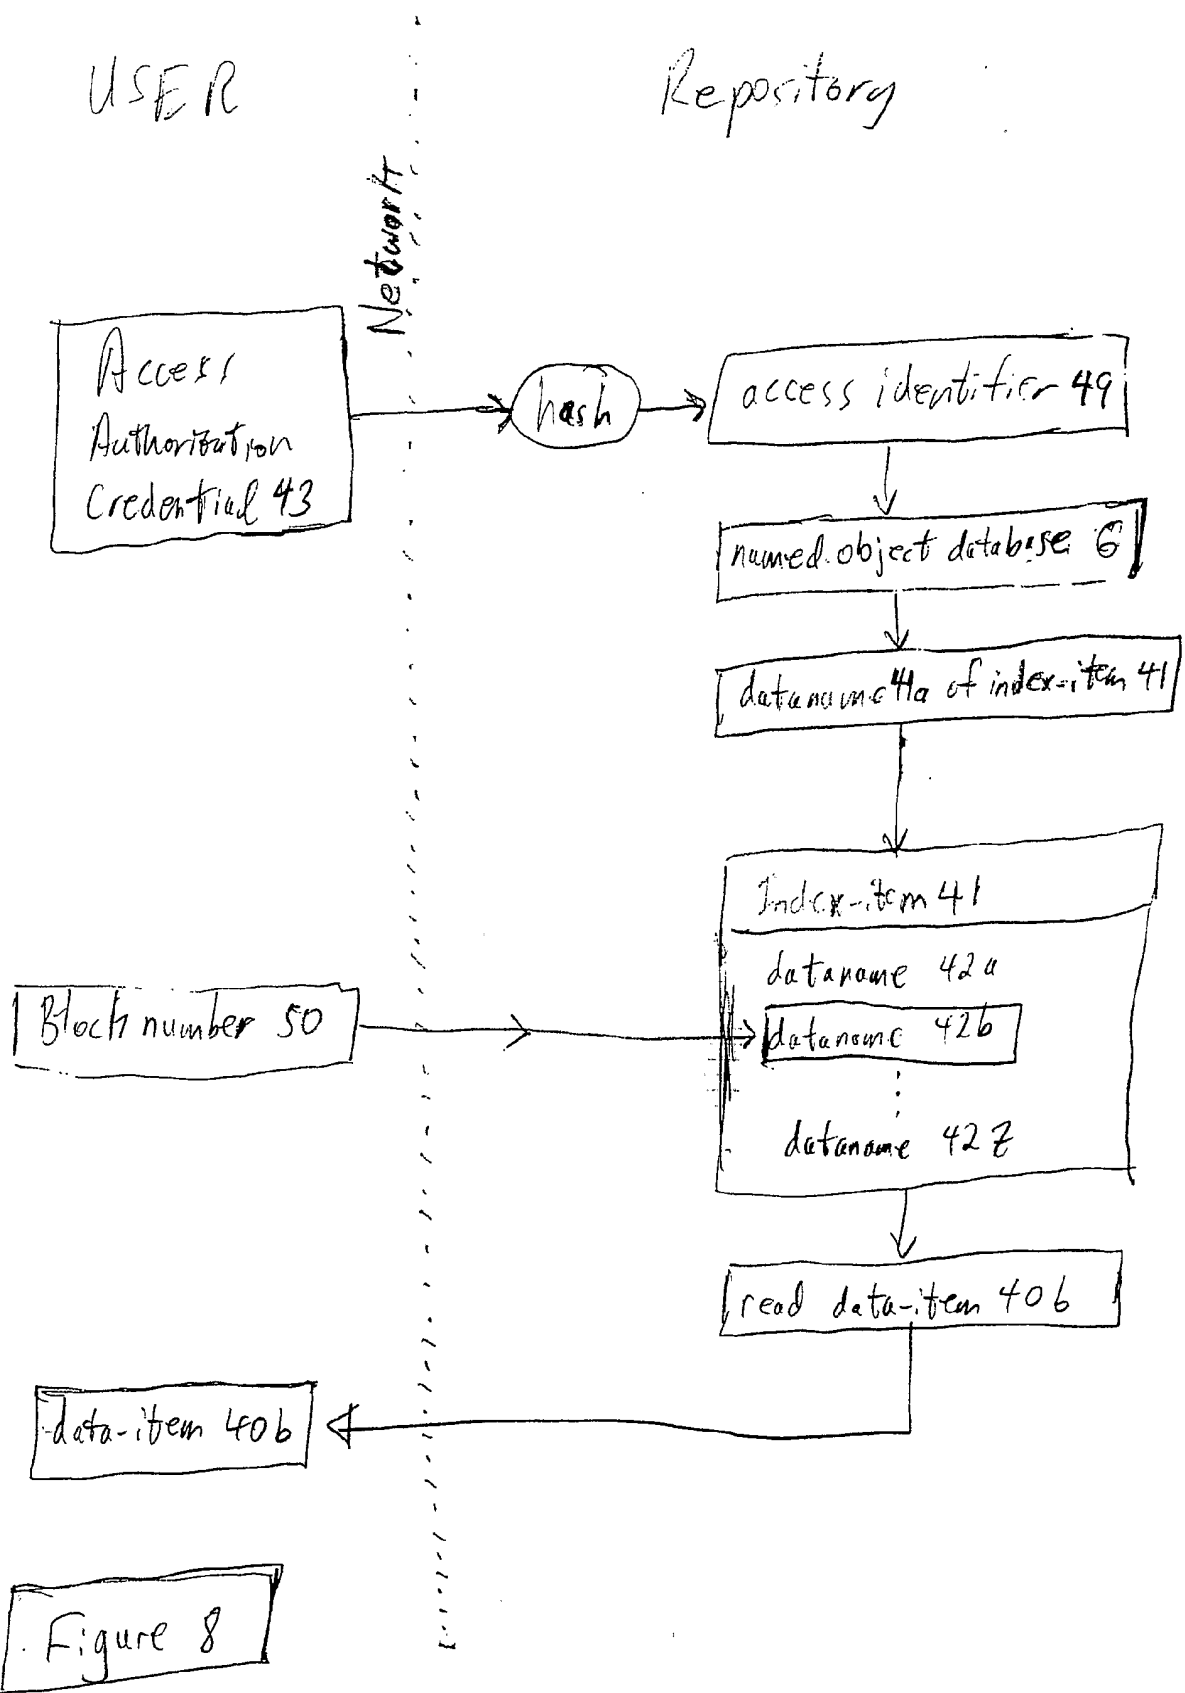 USER
Repository
Network
Access
Authorization
Credential 43
hash
access identifier 49
named.object database 6
dataname 41a of index-item 41
Index-item 41
dataname 42a
Block number 50
dataname 42b
dataname 42z
read data-item 40b
data-item 40b
Figure 8